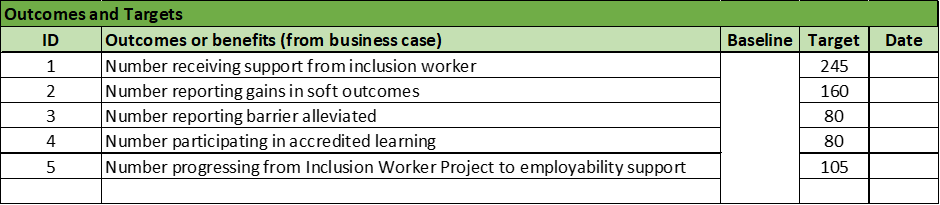 Outcomes and Targets
ID Outcomes or benefits (from business case) Baseline Target Date
1 Number receiving support from inclusion worker 245
2 Number reporting gains in soft outcomes 160
3 Number reporting barrier alleviated 80
4 Number participating in accredited learning 80
5 Number progressing from Inclusion Worker Project to employability support 105